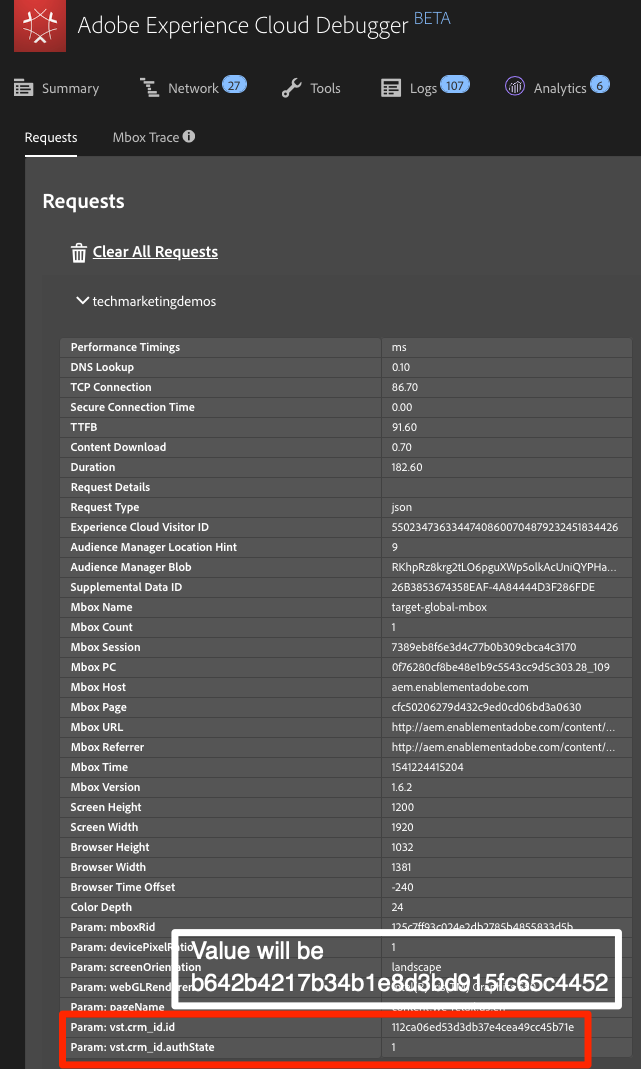 Adobe Experience Cloud Debugger BETA
Summary Network 27 Tools Logs 107 Analytics 6
Requests Mbox Trace
Requests
Clear All Requests
techmarketingdemos
Performance Timings ms
DNS Lookup 0.10
TCP Connection 86.70
Secure Connection Time 0.00
TTFB 91.60
Content Download 0.70
Duration 182.60
Request Details
Request Type json
Experience Cloud Visitor ID 55023473633447408600704879232451834426
Audience Manager Location Hint 9
Audience Manager Blob RKhpRz8krg2tLO6pguXWp5olkAcUniQYPHa...
Supplemental Data ID 26B3853674358EAF-4A84444D3F286FDE
Mbox Name target-global-mbox
Mbox Count 1
Mbox Session 7389eb8f6e3d4c77b0b309cbca4c3170
Mbox PC 0f76280cf8be48e1b9c5543cc9d5c303.28_109
Mbox Host aem.enablementadobe.com
Mbox Page cfc50206279d432c9ed0cd06bd3a0630
Mbox URL http://aem.enablementadobe.com/content/...
Mbox Referrer http://aem.enablementadobe.com/content/...
Mbox Time 1541224415204
Mbox Version 1.6.2
Screen Height 1200
Screen Width 1920
Browser Height 1032
Browser Width 1381
Browser Time Offset -240
Color Depth 24
Param: mboxRid 125c7ff93c024e2db2785b4855833d5b
Param: devicePixelRatio 1
Value will be
Param: screenOrientation landscape
b642b4217b34b1e8d3bd915fc65c4452
Param: webGLRenderer
Param: pageName
Param: vst.crm_id.id 112ca06ed53d3db37e4cea49cc45b71e
Param: vst.crm_id.authState 1